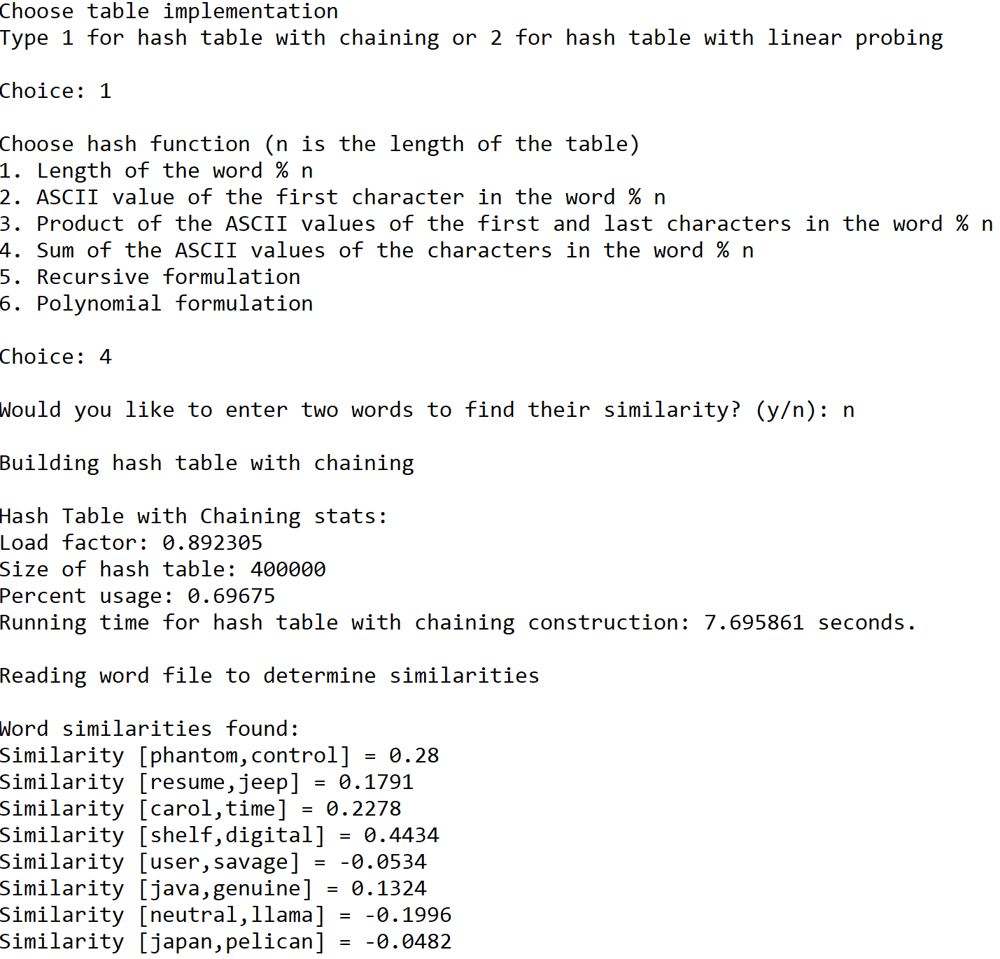 Choose table implementation
Type 1 for hash table with chaining or 2 for hash table with linear probing
Choice: 1
Choose hash function (n is the length of the table)
1. Length of the word % n
2. ASCII value of the first character in the word % n
3. Product of the ASCII values of the first and last characters in the word % n
4. Sum of the ASCII values of the characters in the word % n
5. Recursive formulation
6. Polynomial formulation
Choice: 4
Would you like to enter two words to find their similarity? (y/n): n
Building hash table with chaining
Hash Table with Chaining stats:
Load factor: 0.892305
Size of hash table: 400000
Percent usage: 0.69675
Running time for hash table with chaining construction: 7.695861 seconds.
Reading word file to determine similarities
Word similarities found:
Similarity [phantom,control] = 0.28
Similarity [resume,jeep] = 0.1791
Similarity [carol,time] = 0.2278
Similarity [shelf,digital] = 0.4434
Similarity [user,savage] = -0.0534
Similarity [java,genuine] = 0.1324
Similarity [neutral,llama] = -0.1996
Similarity [japan,pelican] = -0.0482